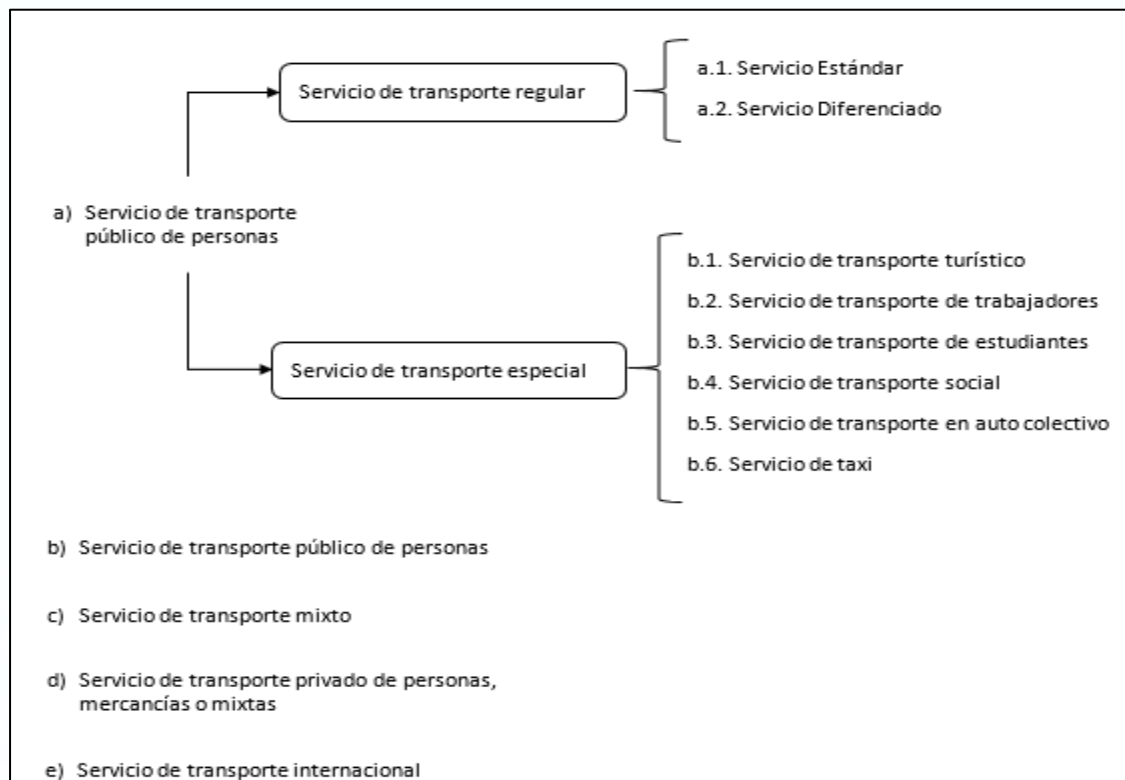 Servicio de transporte regular
a.1. Servicio Estándar
a.2. Servicio Diferenciado
a) Servicio de transporte
público de personas
Servicio de transporte especial
b.1. Servicio de transporte turístico
b.2. Servicio de transporte de trabajadores
b.3. Servicio de transporte de estudiantes
b.4. Servicio de transporte social
b.5. Servicio de transporte en auto colectivo
b.6. Servicio de taxi
b) Servicio de transporte público de personas
c) Servicio de transporte mixto
d) Servicio de transporte privado de personas,
mercancías o mixtas
e) Servicio de transporte internacional